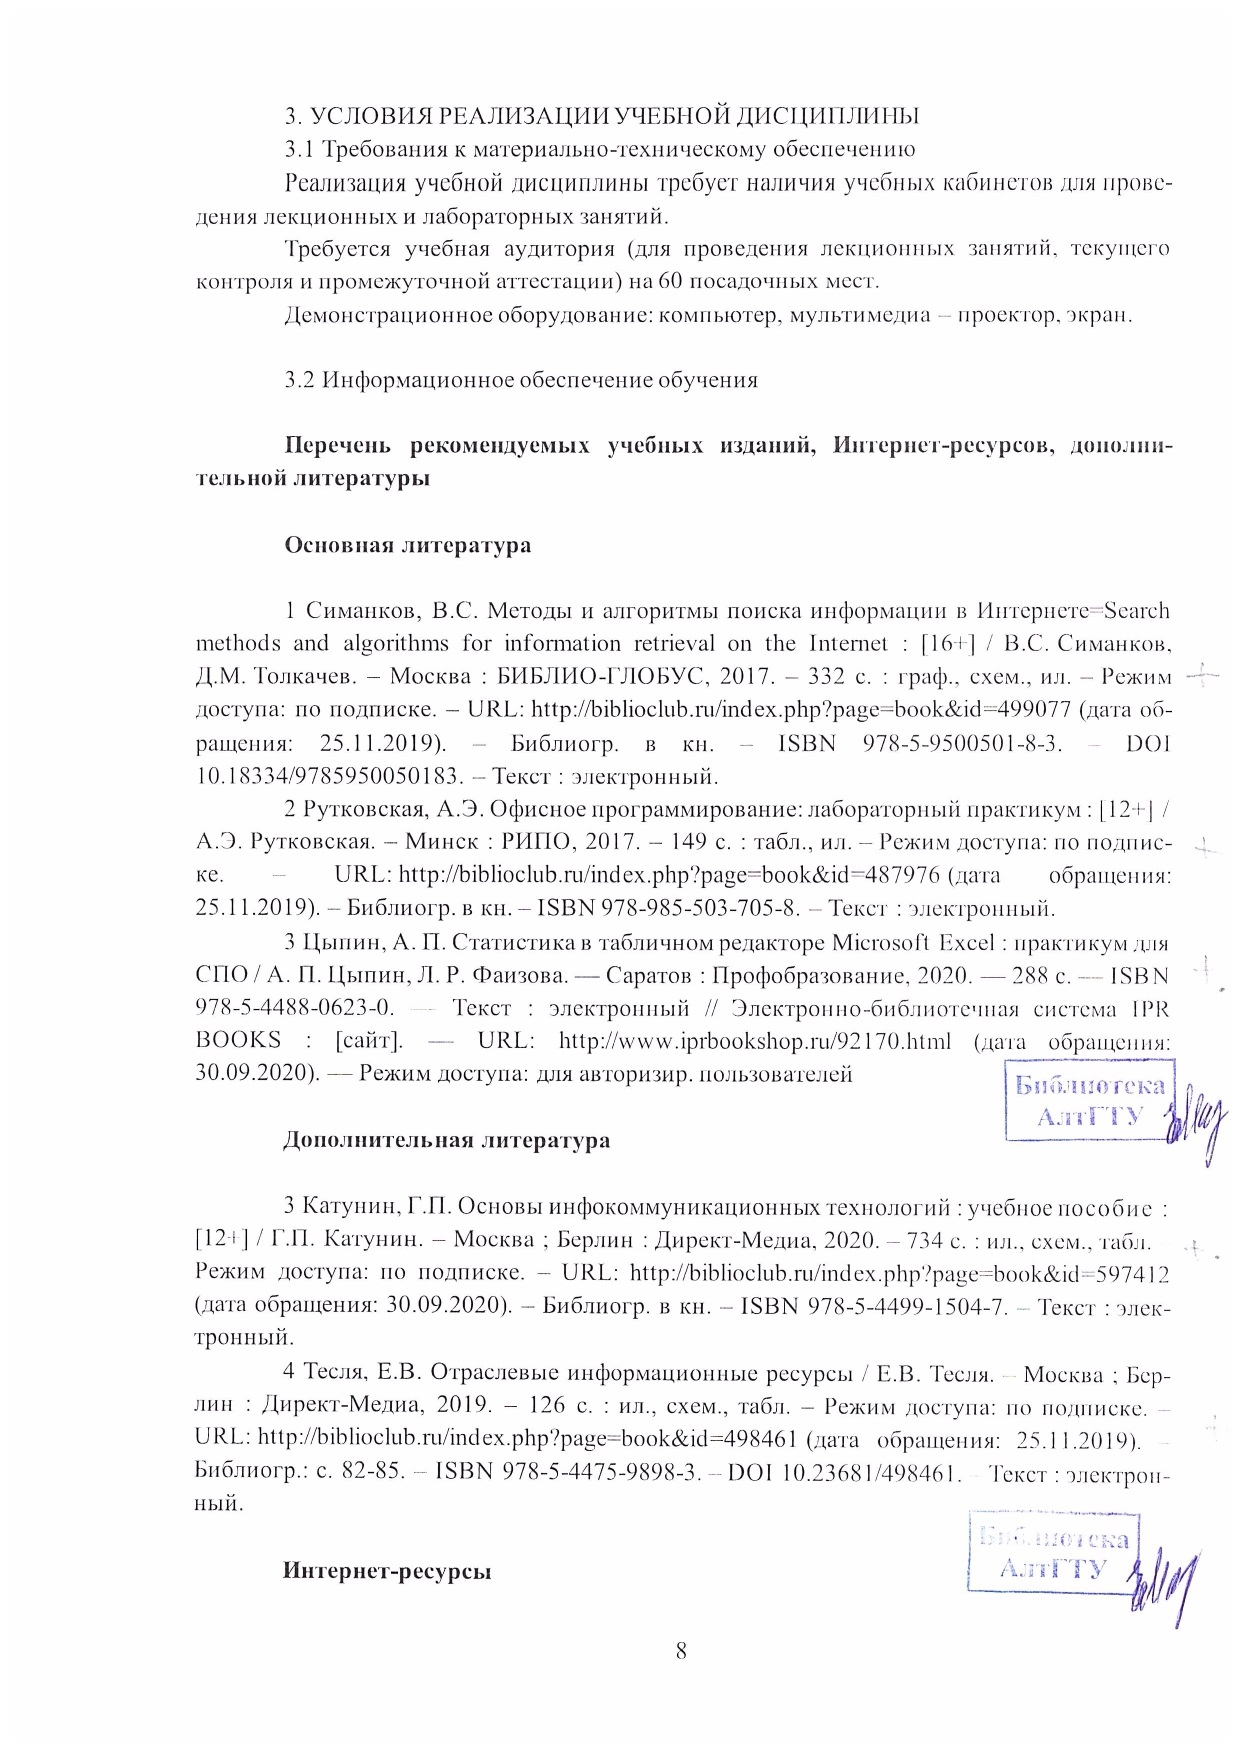 3. УСЛОВИЯ РЕАЛИЗАЦИИ УЧЕБНОЙ ДИСЦИПЛИНЫ
3.1 Требования к материально-техническому обеспечению
Реализация учебной дисциплины требует наличия учебных кабинетов для прове-
дения лекционных и лабораторных занятий.
Требуется учебная аудитория (для проведения лекционных занятий, текущего
контроля и промежуточной аттестации) на 60 посадочных мест.
Демонстрационное оборудование: компьютер, мультимедиа – проектор, экран.
3.2 Информационное обеспечение обучения
Перечень рекомендуемых учебных изданий, Интернет-ресурсов, дополни-
тельной литературы
Основная литература
1 Симанков, В.С. Методы и алгоритмы поиска информации в Интернете=Search
methods and algorithms for information retrieval on the Internet : [16+] / В.С. Симанков,
Д.М. Толкачев. – Москва : БИБЛИО-ГЛОБУС, 2017. – 332 с. : граф., схем., ил. – Режим
доступа: по подписке. – URL: http://biblioclub.ru/index.php?page=book&id=499077 (дата об-
ращения: 25.11.2019). – Библиогр. в кн. – ISBN 978-5-9500501-8-3. – DOI
10.18334/9785950050183. – Текст : электронный.
2 Рутковская, А.Э. Офисное программирование: лабораторный практикум : [12+] /
А.Э. Рутковская. – Минск : РИПО, 2017. – 149 с. : табл., ил. – Режим доступа: по подпис-
ке. – URL: http://biblioclub.ru/index.php?page=book&id=487976 (дата обращения:
25.11.2019). – Библиогр. в кн. – ISBN 978-985-503-705-8. – Текст : электронный.
3 Цыпин, А. П. Статистика в табличном редакторе Microsoft Excel : практикум для
СПО / А. П. Цыпин, Л. Р. Фаизова. — Саратов : Профобразование, 2020. — 288 с. — ISBN
978-5-4488-0623-0. — Текст : электронный // Электронно-библиотечная система IPR
BOOKS : [сайт]. — URL: http://www.iprbookshop.ru/92170.html (дата обращения:
30.09.2020). — Режим доступа: для авторизир. пользователей
Библиотека
АлтГТУ
Дополнительная литература
3 Катунин, Г.П. Основы инфокоммуникационных технологий : учебное пособие :
[12+] / Г.П. Катунин. – Москва ; Берлин : Директ-Медиа, 2020. – 734 с. : ил., схем., табл. –
Режим доступа: по подписке. – URL: http://biblioclub.ru/index.php?page=book&id=597412
(дата обращения: 30.09.2020). – Библиогр. в кн. – ISBN 978-5-4499-1504-7. – Текст : элек-
тронный.
4 Тесля, Е.В. Отраслевые информационные ресурсы / Е.В. Тесля. – Москва ; Бер-
лин : Директ-Медиа, 2019. – 126 с. : ил., схем., табл. – Режим доступа: по подписке. –
URL: http://biblioclub.ru/index.php?page=book&id=498461 (дата обращения: 25.11.2019). –
Библиогр.: с. 82-85. – ISBN 978-5-4475-9898-3. – DOI 10.23681/498461. – Текст : электрон-
ный.
Библиотека
АлтГТУ
Интернет-ресурсы
8